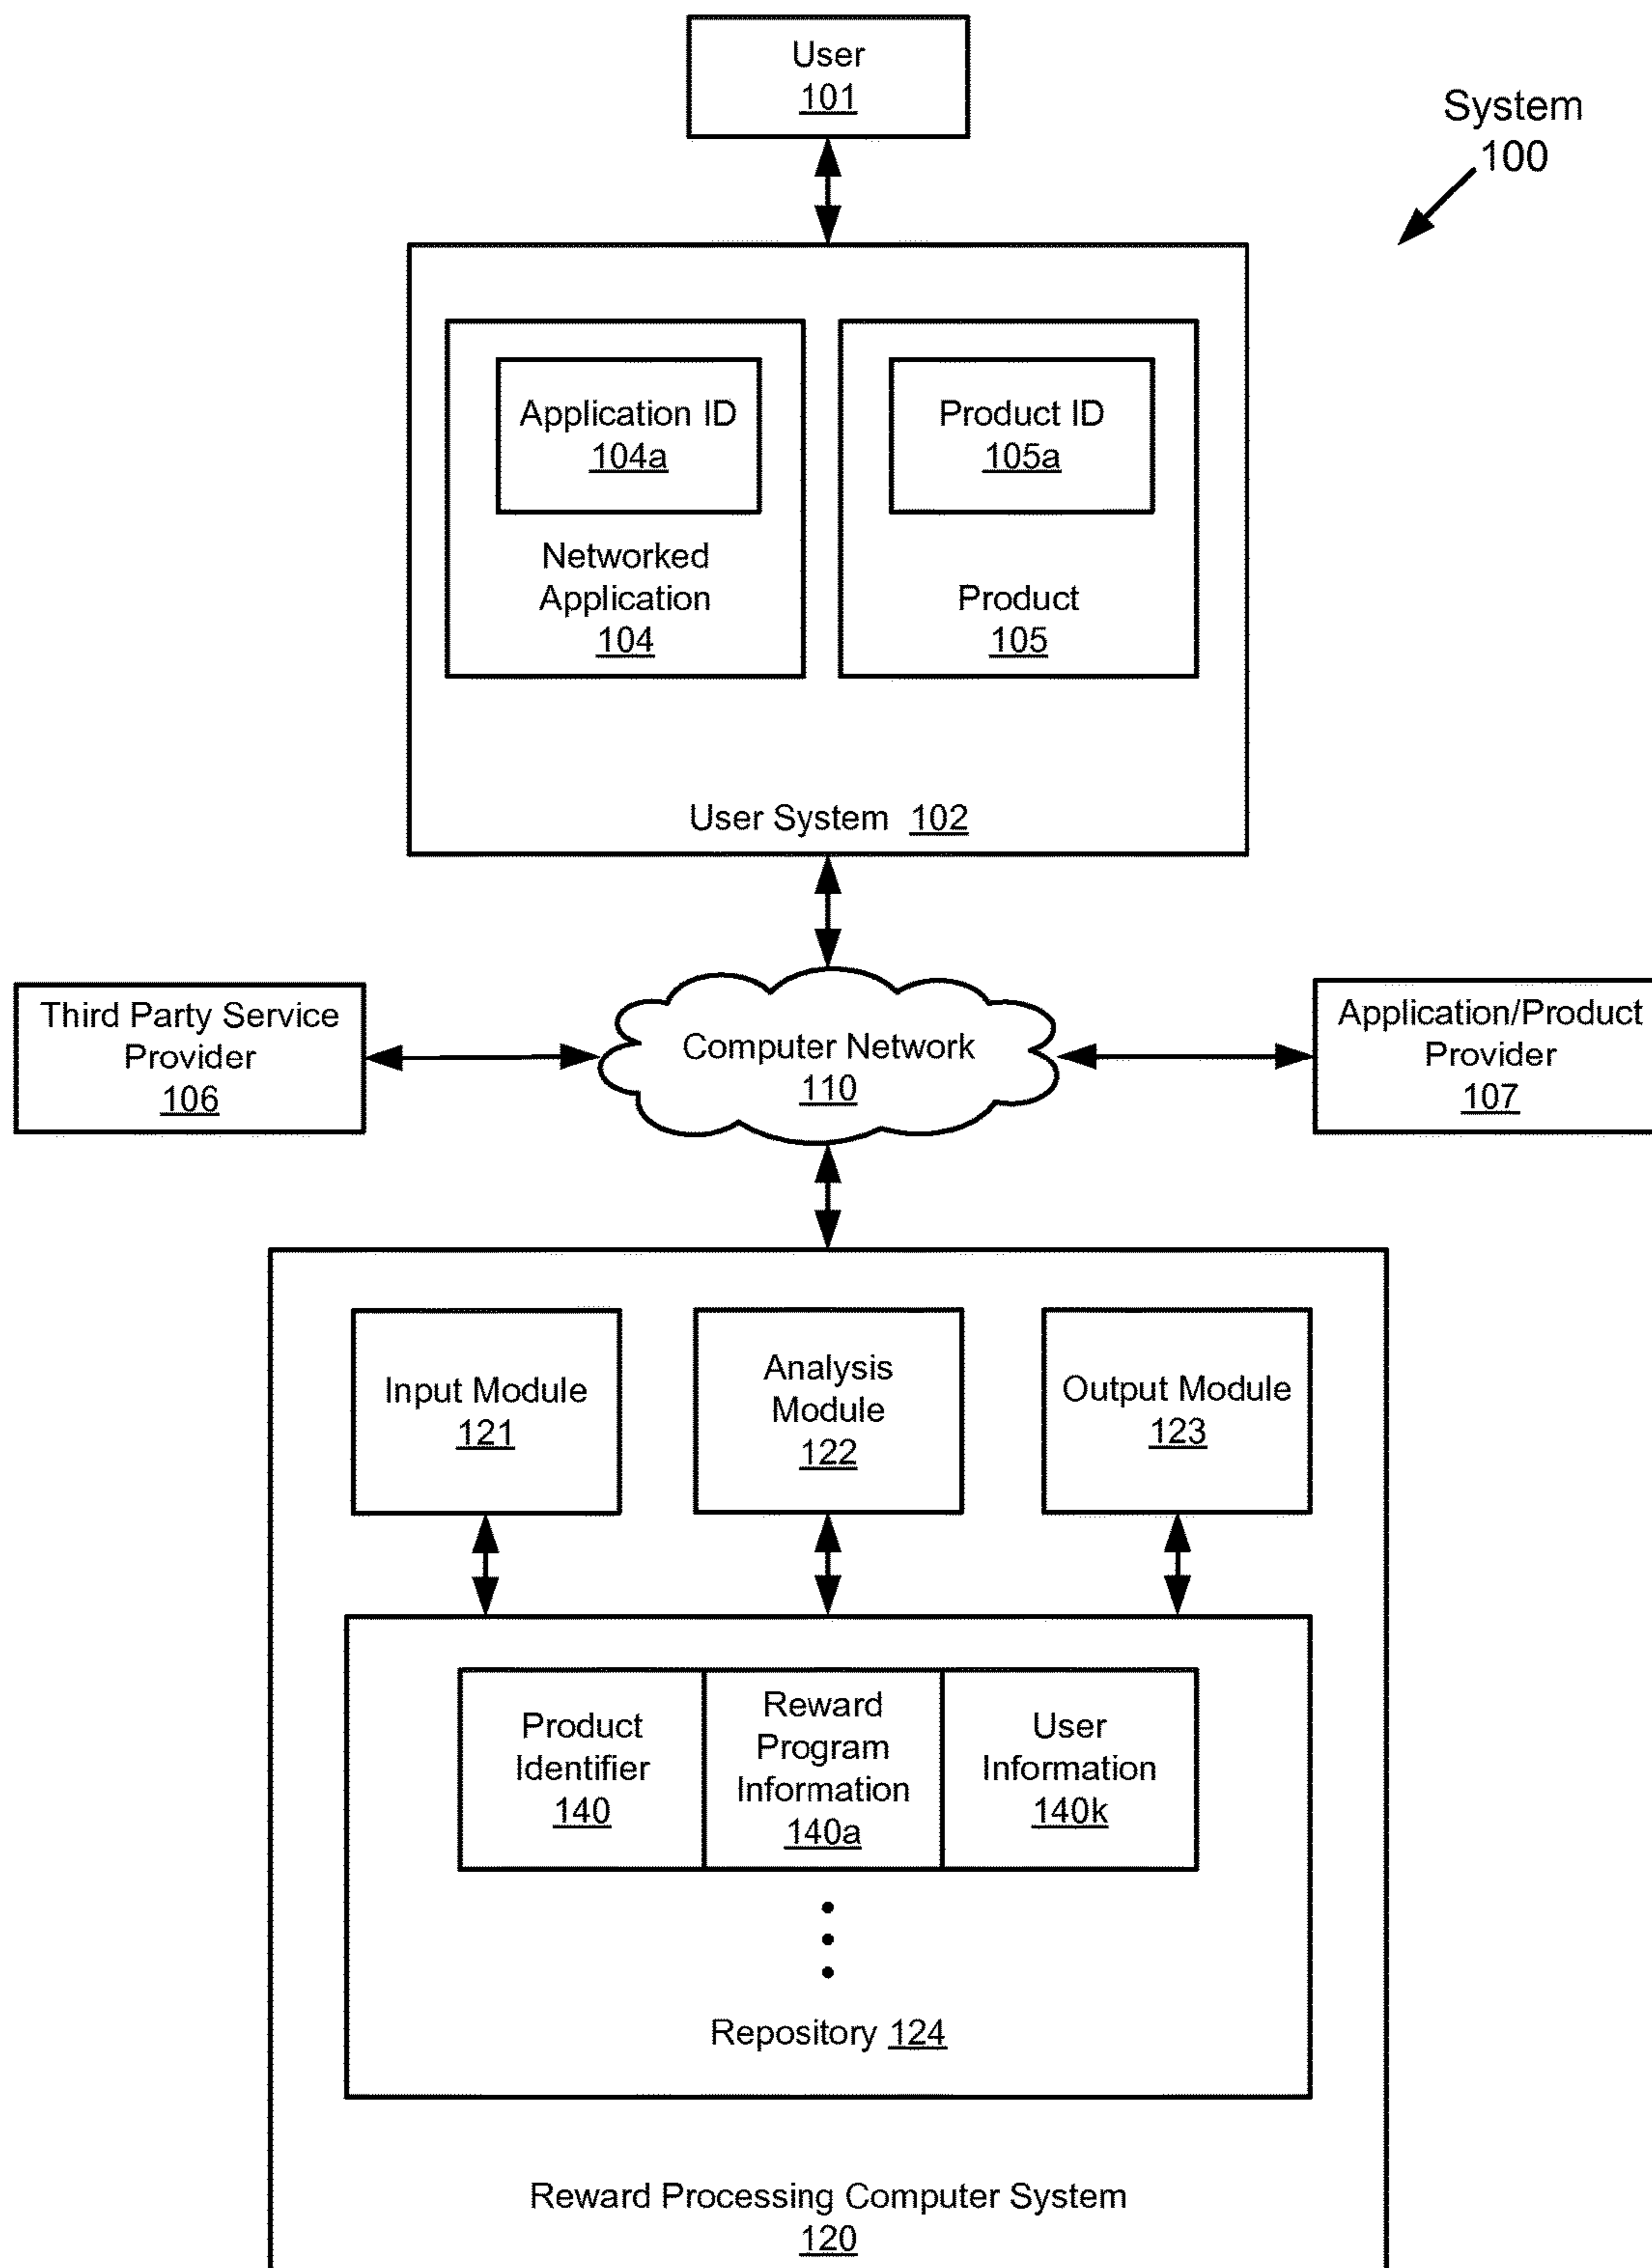 User
101
System
100
Application ID
104a
Product ID
105a
Networked
Application
104
Product
105
User System 102
Third Party Service
Provider
106
Computer Network
110
Application/Product
Provider
107
Input Module
121
Analysis
Module
122
Output Module
123
Product
Identifier
140
Reward
Program
Information
140a
User
Information
140k
Repository 124
Reward Processing Computer System
120